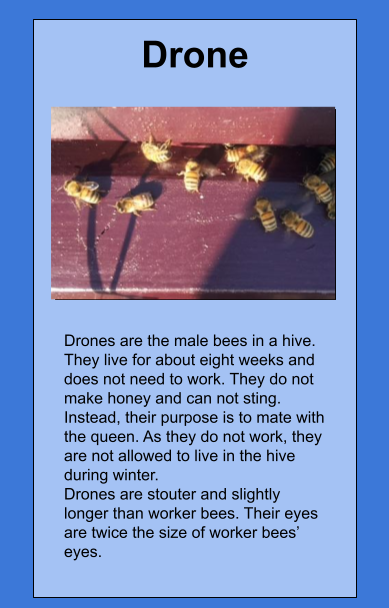 Drone
Drones are the male bees in a hive.
They live for about eight weeks and
does not need to work. They do not
make honey and can not sting.
Instead, their purpose is to mate with
the queen. As they do not work, they
are not allowed to live in the hive
during winter.
Drones are stouter and slightly
longer than worker bees. Their eyes
are twice the size of worker bees’
eyes.